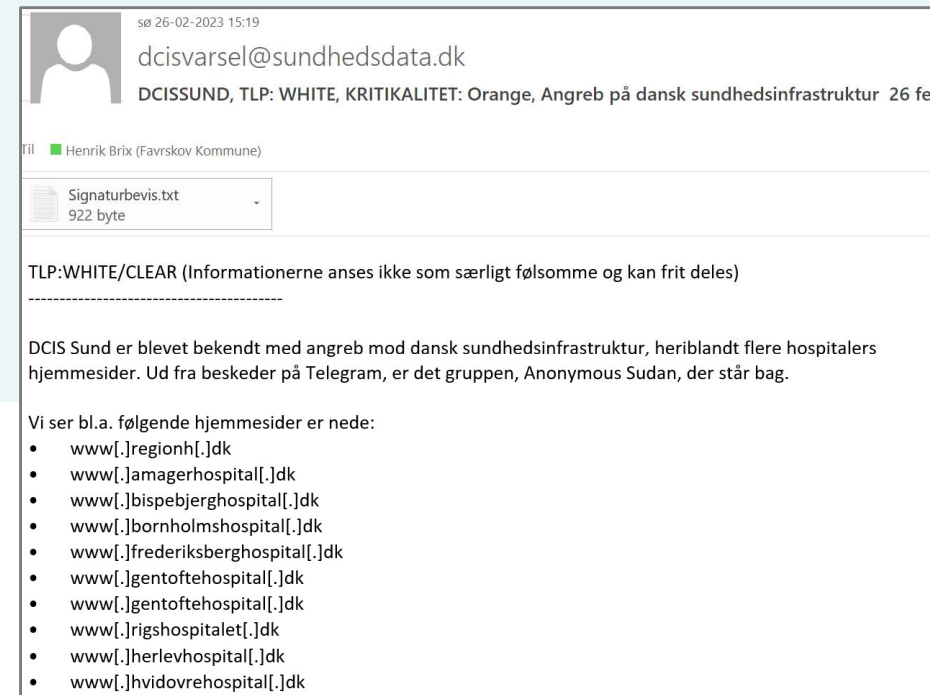 sø 26-02-2023 15:19
dcisvarsel@sundhedsdata.dk
DCISSUND, TLP: WHITE, KRITIKALITET: Orange, Angreb på dansk sundhedsinfrastruktur 26 fe
Til Henrik Brix (Favrskov Kommune)
Signaturbevis.txt
922 byte
TLP:WHITE/CLEAR (Informationerne anses ikke som særligt følsomme og kan frit deles)
-----------------------------------------
DCIS Sund er blevet bekendt med angreb mod dansk sundhedsinfrastruktur, heriblandt flere hospitalers
hjemmesider. Ud fra beskeder på Telegram, er det gruppen, Anonymous Sudan, der står bag.
Vi ser bl.a. følgende hjemmesider er nede:
• www[.]regionh[.]dk
• www[.]amagerhospital[.]dk
• www[.]bispebjerghospital[.]dk
• www[.]bornholmshospital[.]dk
• www[.]frederiksberghospital[.]dk
• www[.]gentoftehospital[.]dk
• www[.]gentoftehospital[.]dk
• www[.]rigshospitalet[.]dk
• www[.]herlevhospital[.]dk
• www[.]hvidovrehospital[.]dk